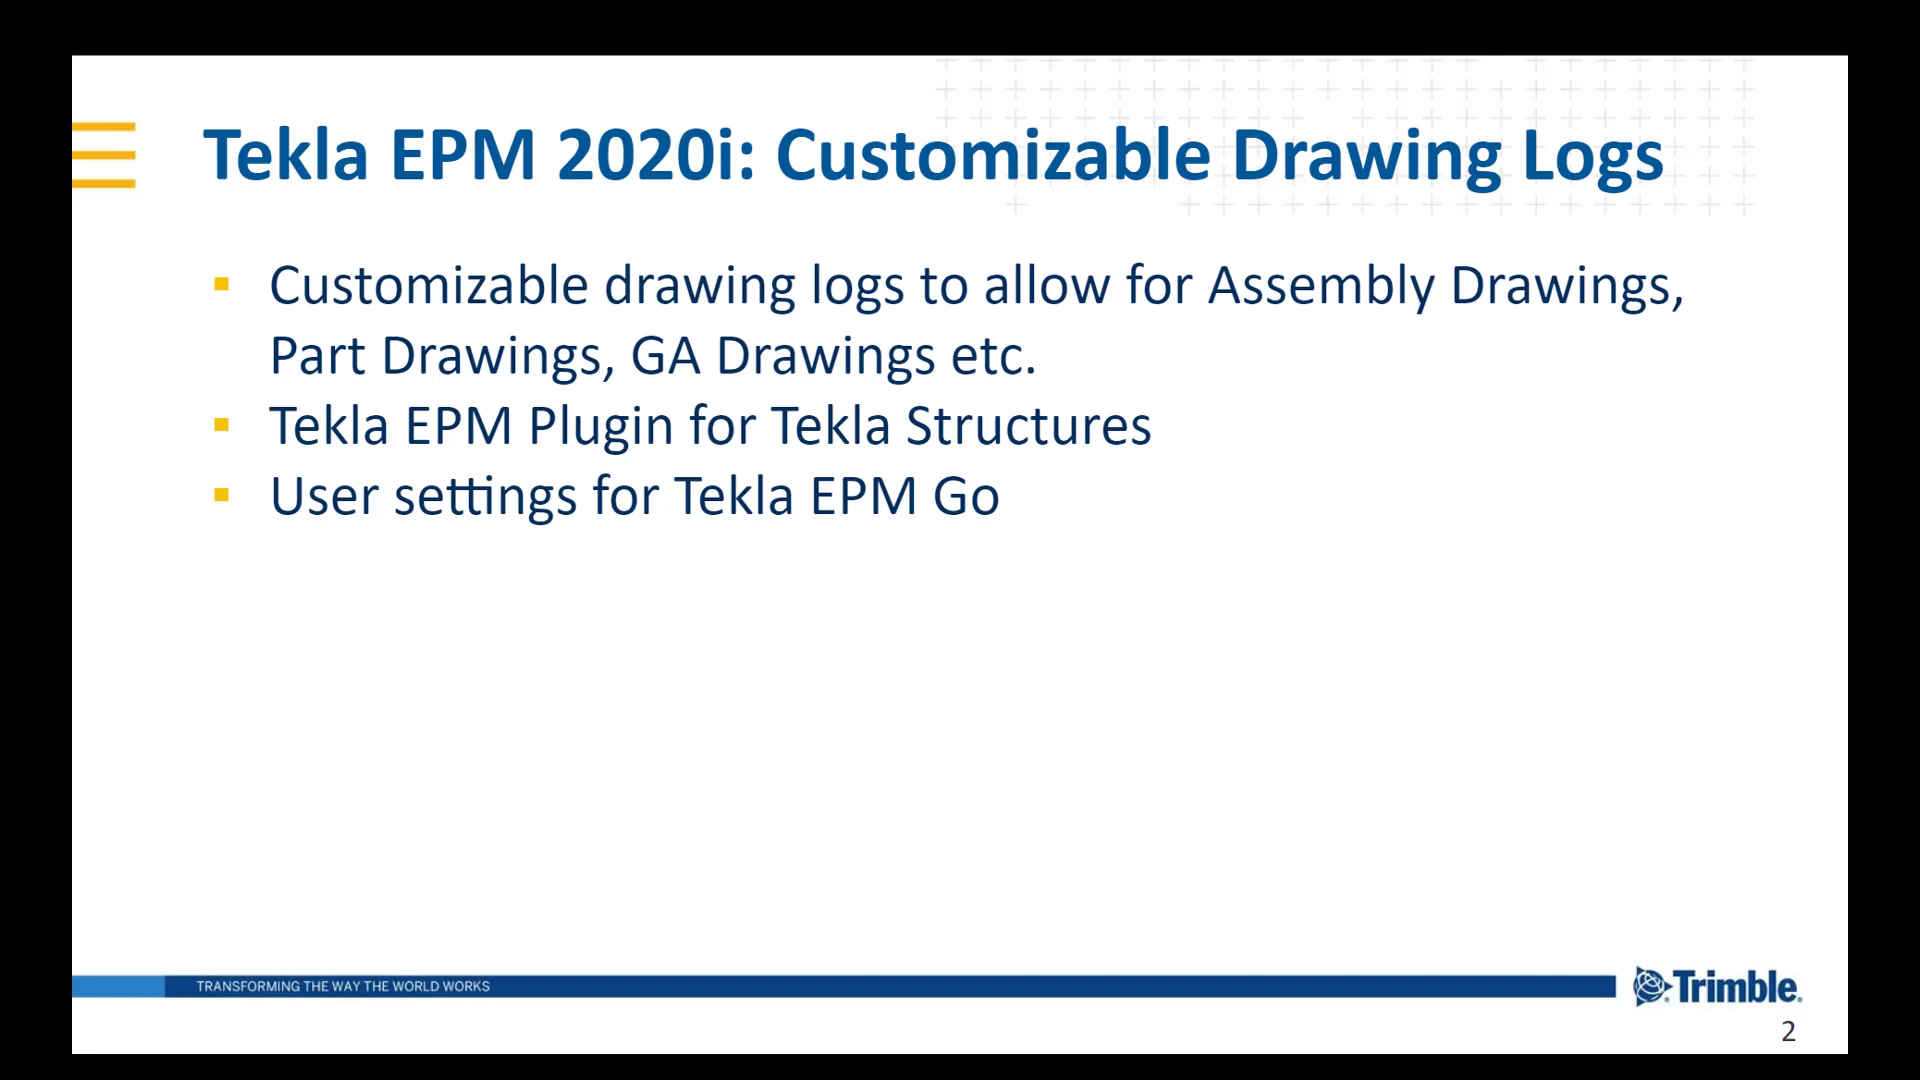 Tekla EPM 2020i: Customizable Drawing Logs
▪ Customizable drawing logs to allow for Assembly Drawings,
Part Drawings, GA Drawings etc.
▪ Tekla EPM Plugin for Tekla Structures
▪ User settings for Tekla EPM Go
TRANSFORMING THE WAY THE WORLD WORKS
Trimble.
2